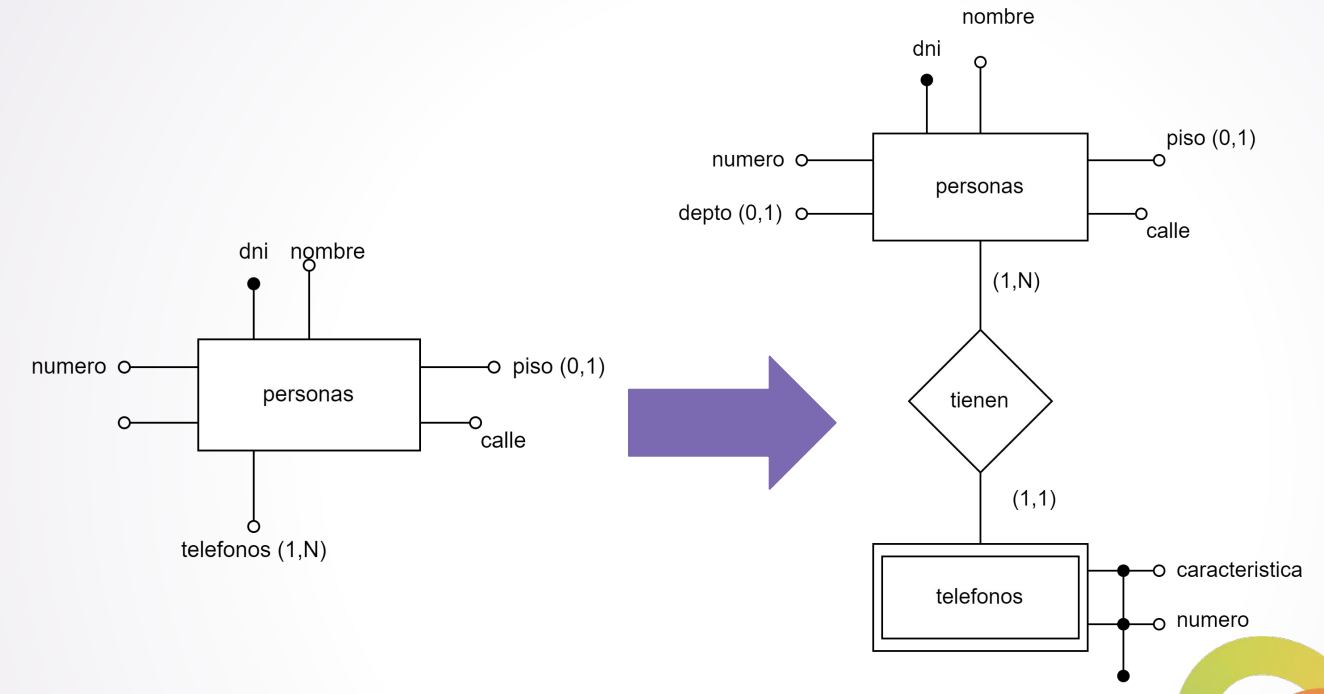 dni nombre
numero
piso (0,1)
personas
calle
telefonos (1,N)
nombre
dni
numero
piso (0,1)
personas
depto (0,1)
calle
(1,N)
tienen
(1,1)
caracteristica
telefonos
numero